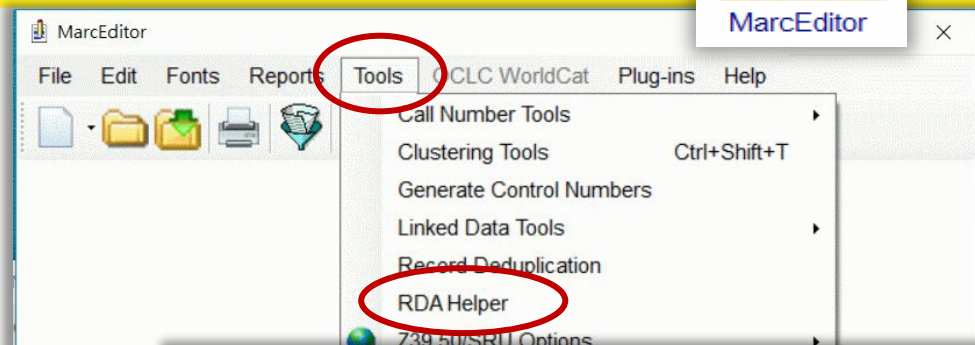 MarcEditor
MarcEditor
File Edit Fonts Reports Tools OCLC WorldCat Plug-ins Help
Call Number Tools
Clustering Tools Ctrl+Shift+T
Generate Control Numbers
Linked Data Tools
Record Deduplication
RDA Helper
Z39.50/SRU Options